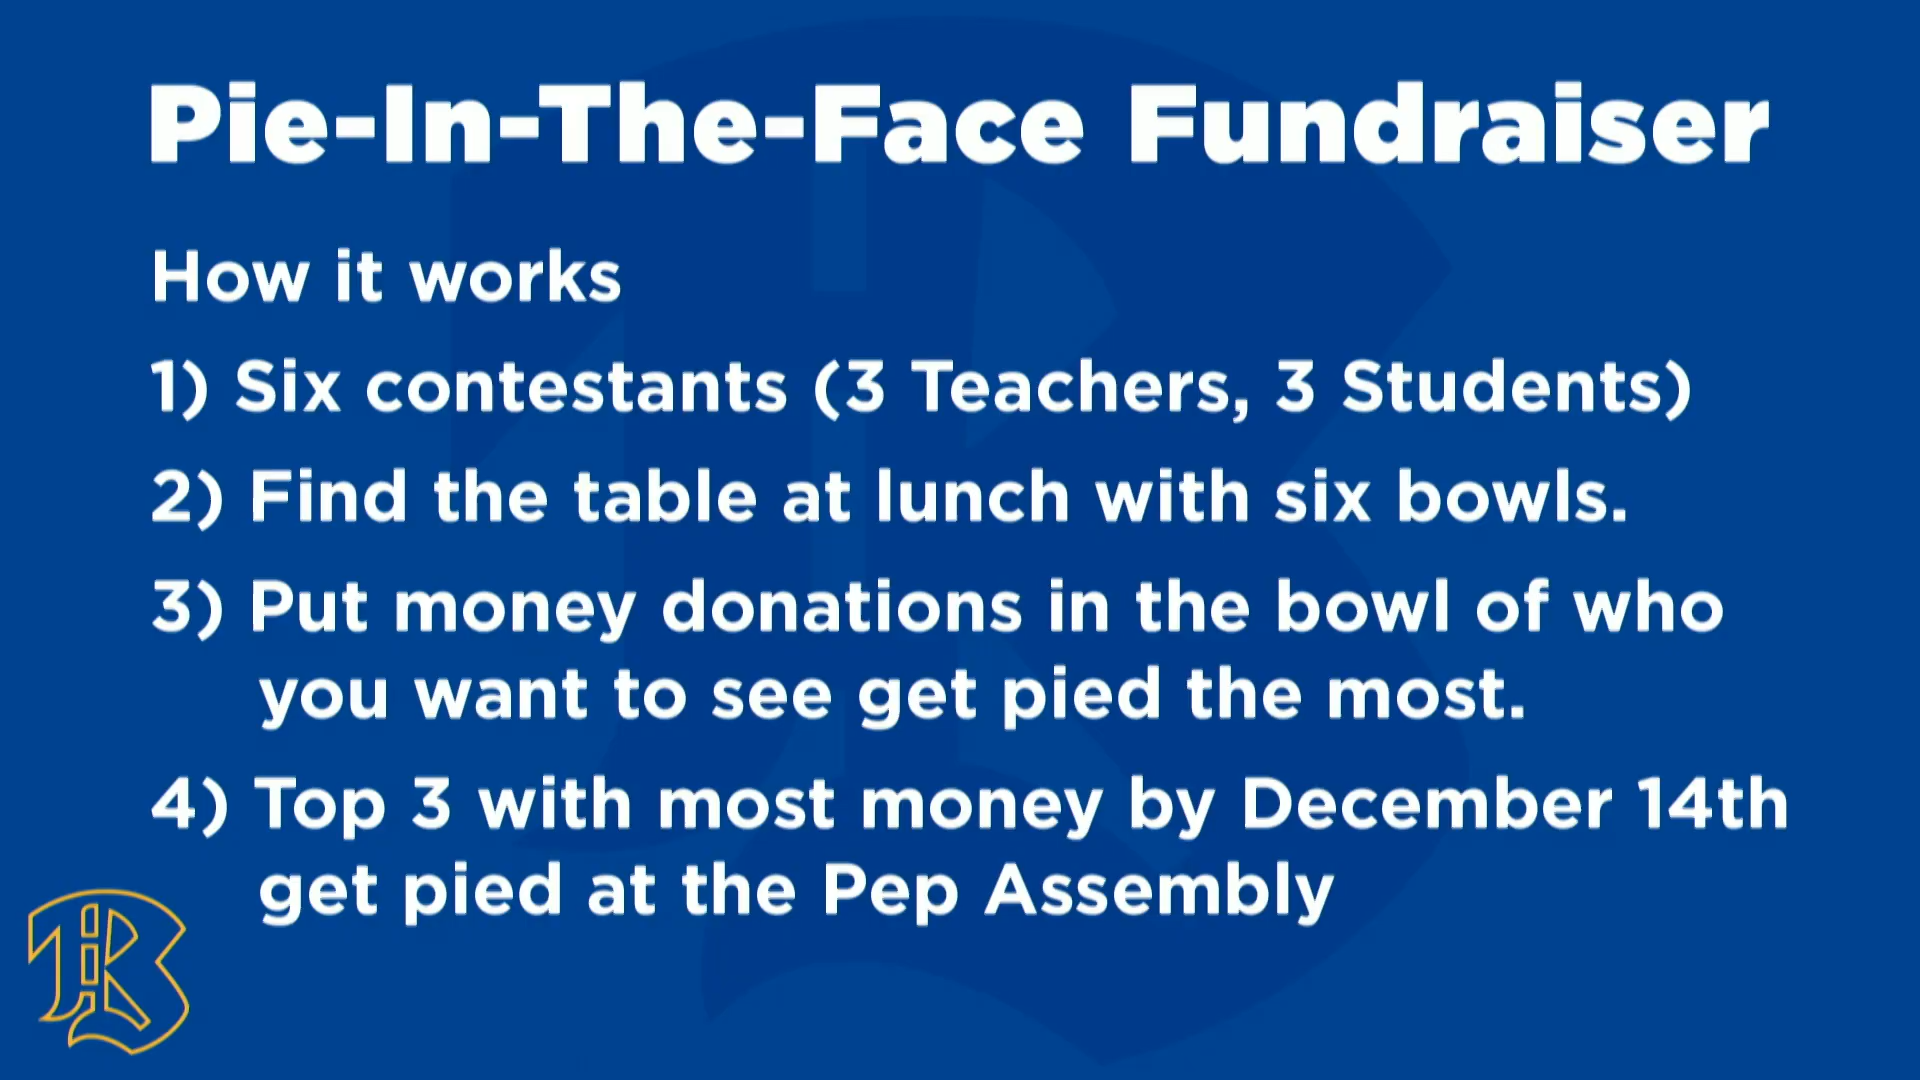 Pie-In-The-Face Fundraiser
How it works
1) Six contestants (3 Teachers, 3 Students)
2) Find the table at lunch with six bowls.
3) Put money donations in the bowl of who
you want to see get pied the most.
4) Top 3 with most money by December 14th
get pied at the Pep Assembly
B